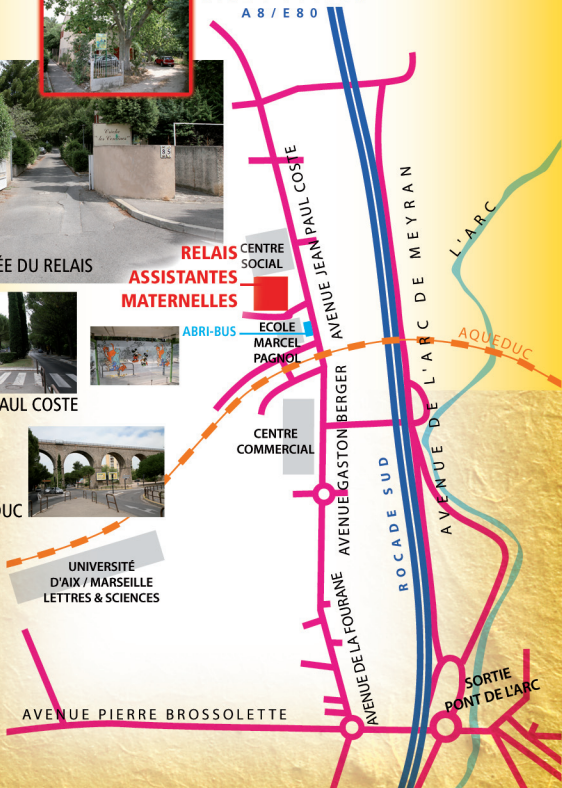 A8/E80
85
ÉE DU RELAIS
RELAIS
ASSISTANTES
MATERNELLES
CENTRE
SOCIAL
AVENUE JEAN PAUL COSTE
AVENUE DE L'ARC DE MEYRAN
L'ARC
ABRI-BUS
ECOLE
MARCEL
PAGNOL
AQUEDUC
AUL COSTE
CENTRE
COMMERCIAL
AVENUE GASTON BERGER
ROCADE SUD
DUC
UNIVERSITÉ
D'AIX / MARSEILLE
LETTRES & SCIENCES
AVENUE DE LA FOURANE
SORTIE
PONT DE L'ARC
AVENUE PIERRE BROSSOLETTE